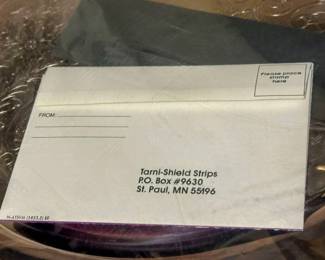 Please place
stamp
here
FROM:
Tarni-Shield Strips
P.O. Box #9630
St. Paul, MN 55196